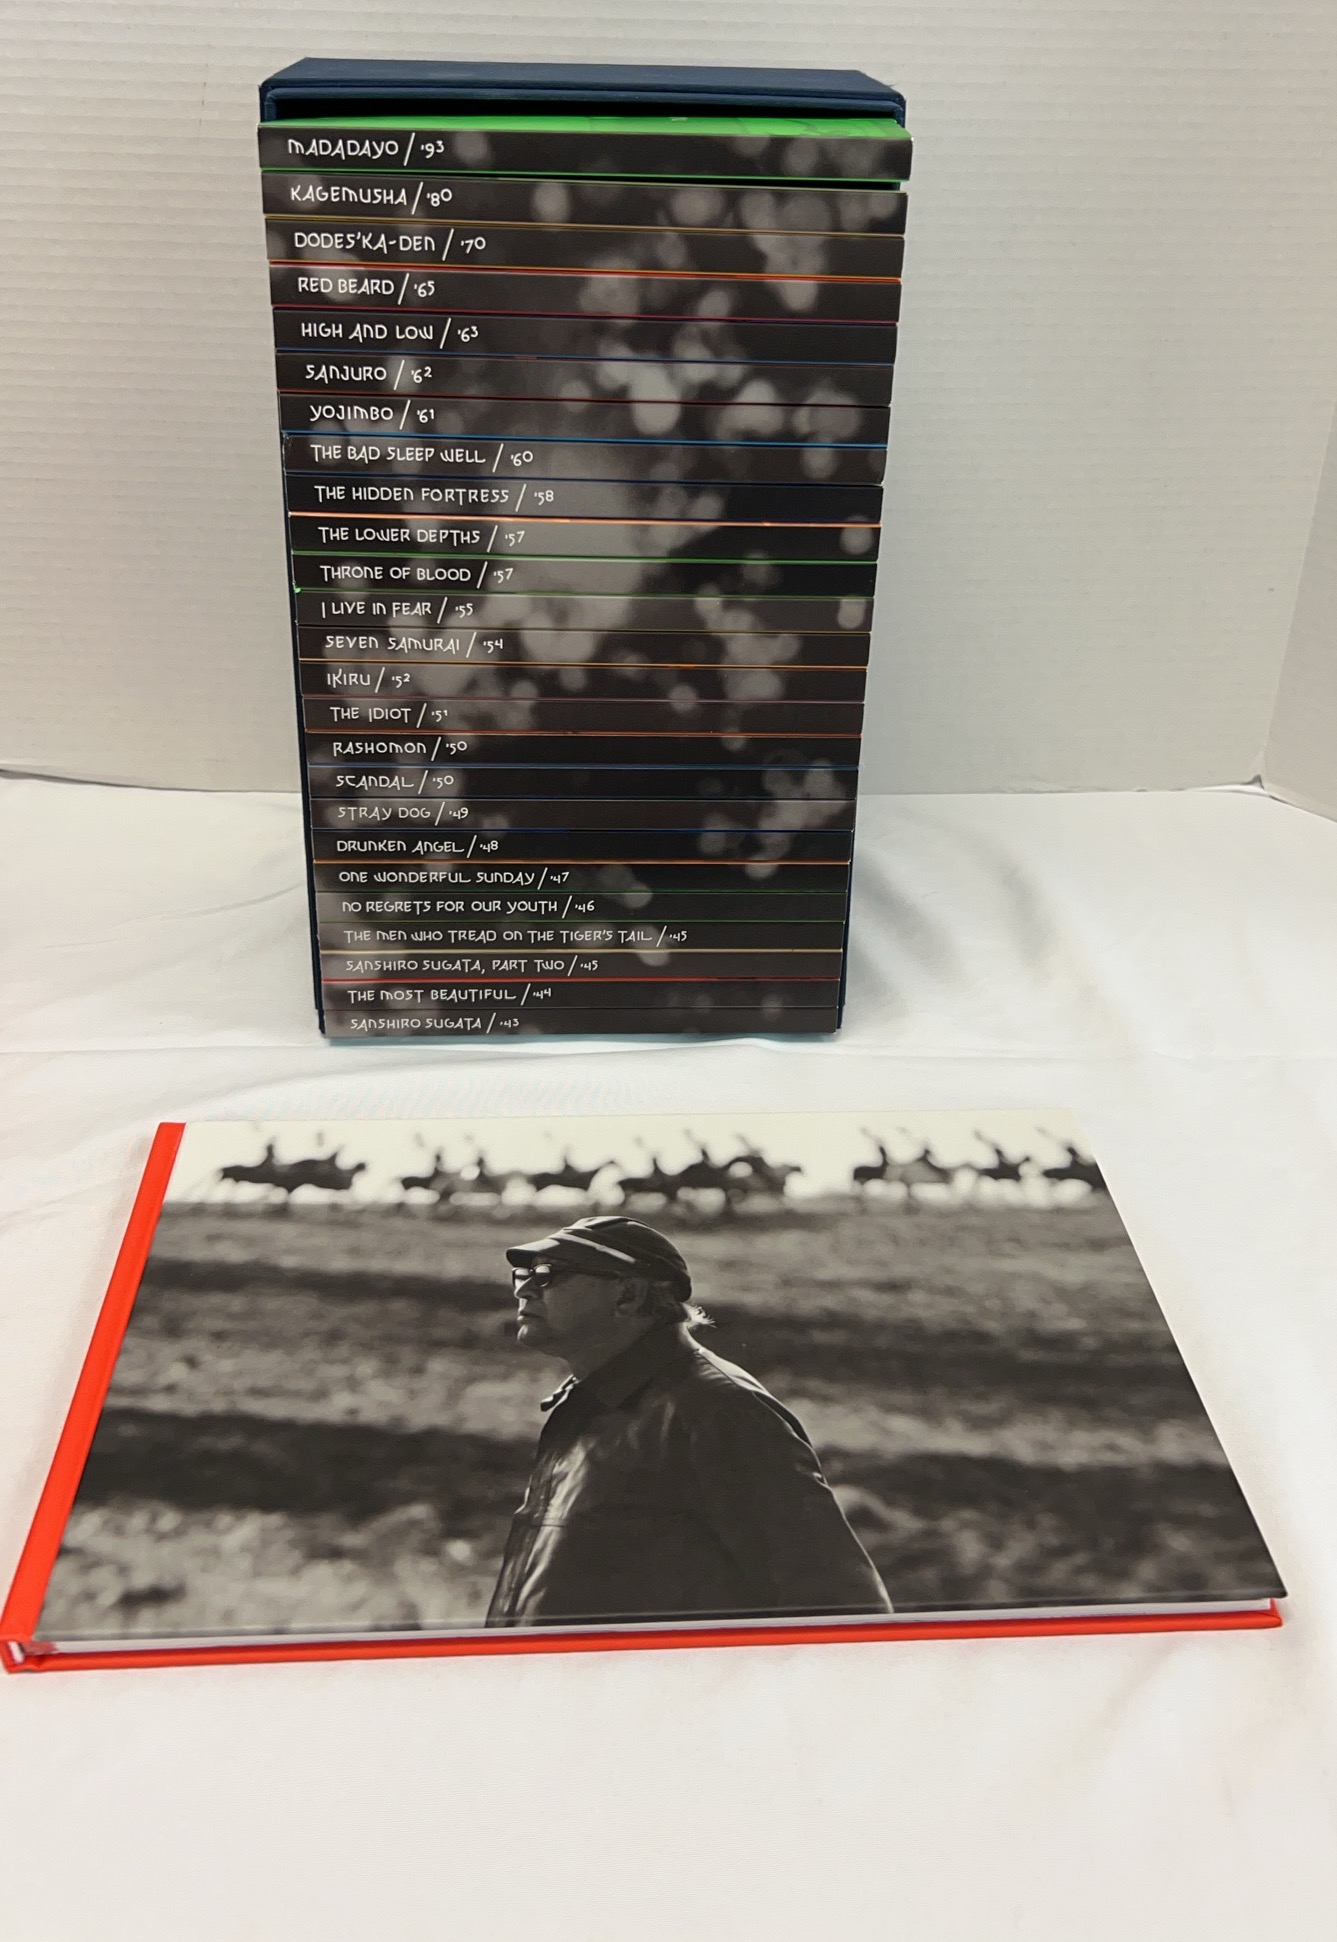 MADADAYO / '93
KAGEMUSHA / '80
DODES'KA-DEN / '70
RED BEARD / '65
HIGH AND LOW / '63
SANJURO / '62
YOJIMBO / '61
THE BAD SLEEP WELL / '60
THE HIDDEN FORTRESS / '58
THE LOWER DEPTHS / '57
THRONE OF BLOOD / '57
I LIVE IN FEAR / '55
SEVEN SAMURAI / '54
IKIRU / '52
THE IDIOT / '51
RASHOMON / '50
SCANDAL / '50
STRAY DOG / '49
DRUNKEN ANGEL / '48
ONE WONDERFUL SUNDAY / '47
NO REGRETS FOR OUR YOUTH / '46
THE MEN WHO TREAD ON THE TIGER'S TAIL / '45
SANSHIRO SUGATA, PART TWO / '45
THE MOST BEAUTIFUL / '44
SANSHIRO SUGATA / '43